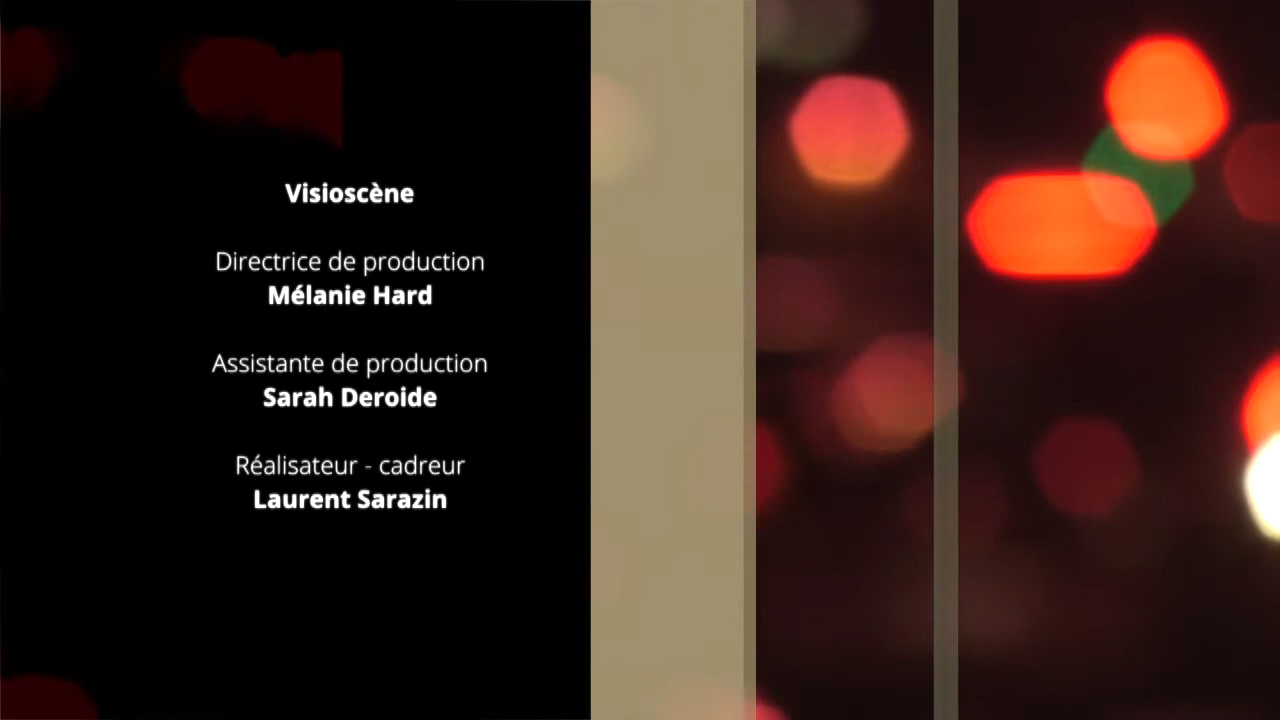 Visioscène
Directrice de production
Mélanie Hard
Assistante de production
Sarah Deroide
Réalisateur - cadreur
Laurent Sarazin